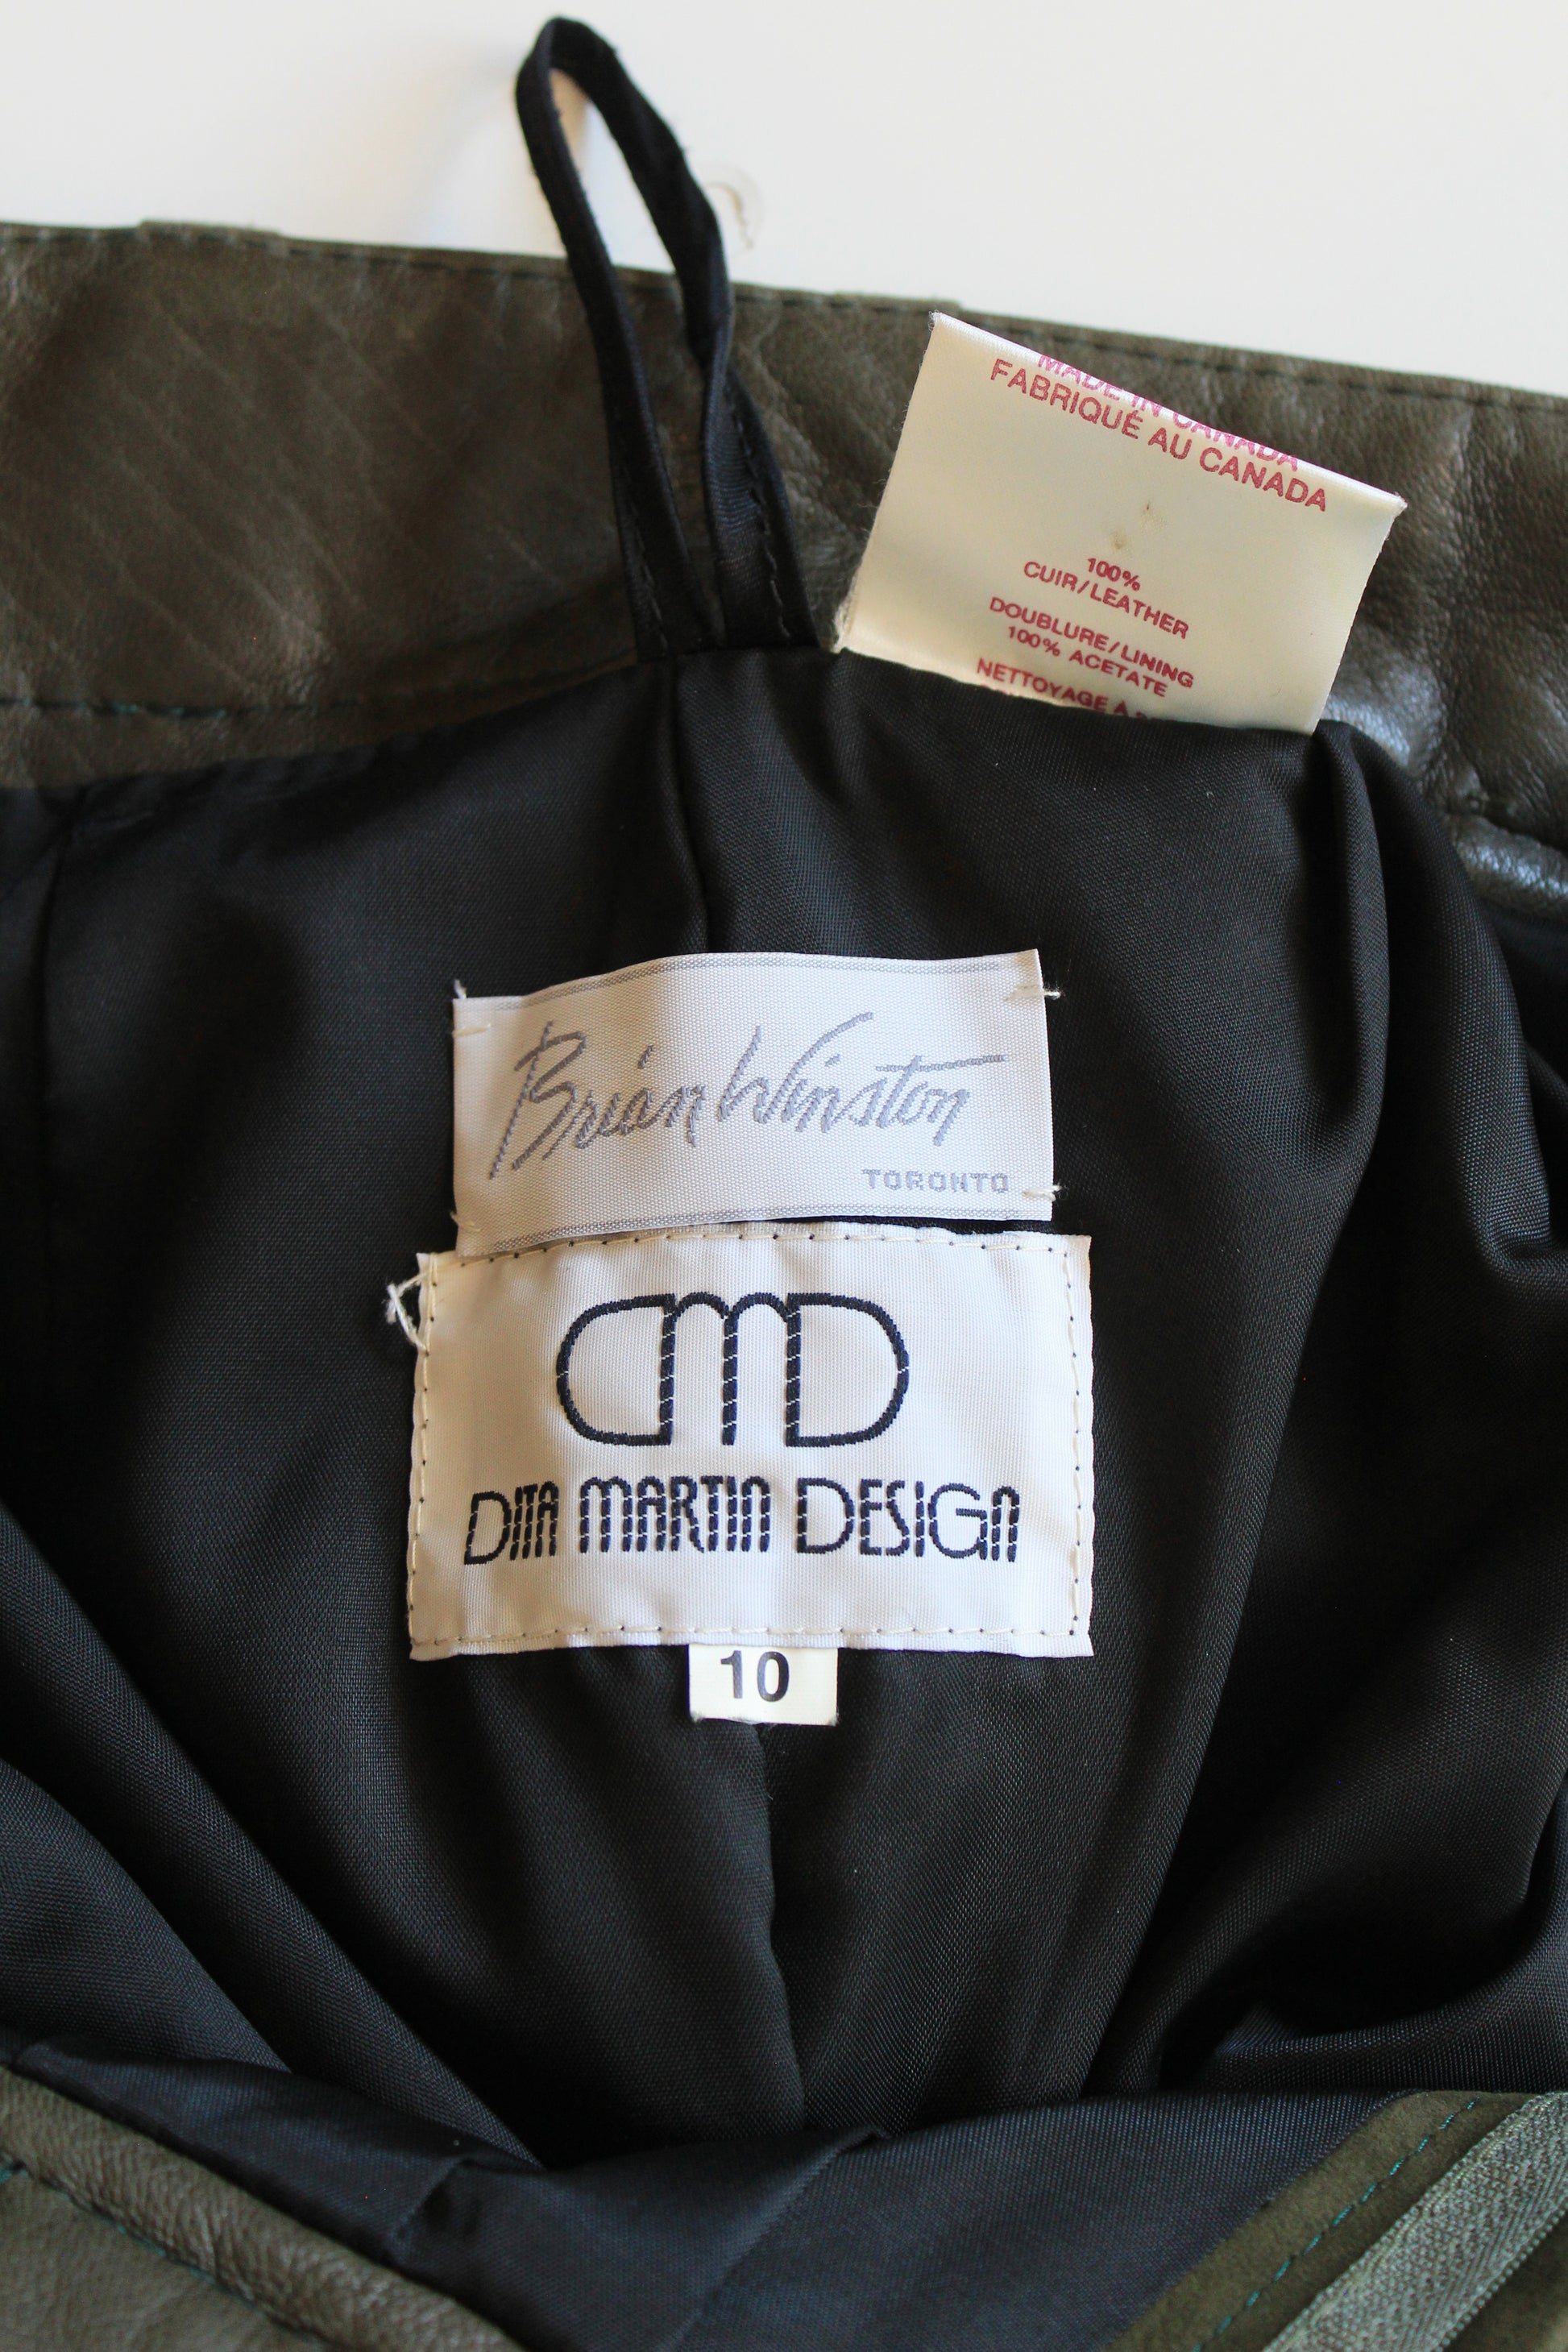 MADE IN CANADA
FABRIQUÉ AU CANADA
100%
CUIR/LEATHER
DOUBLURE/LINING
100% ACETATE
NETTOYAGE À
Brian Winston
TORONTO
DMD
DITA MARTIN DESIGN
10